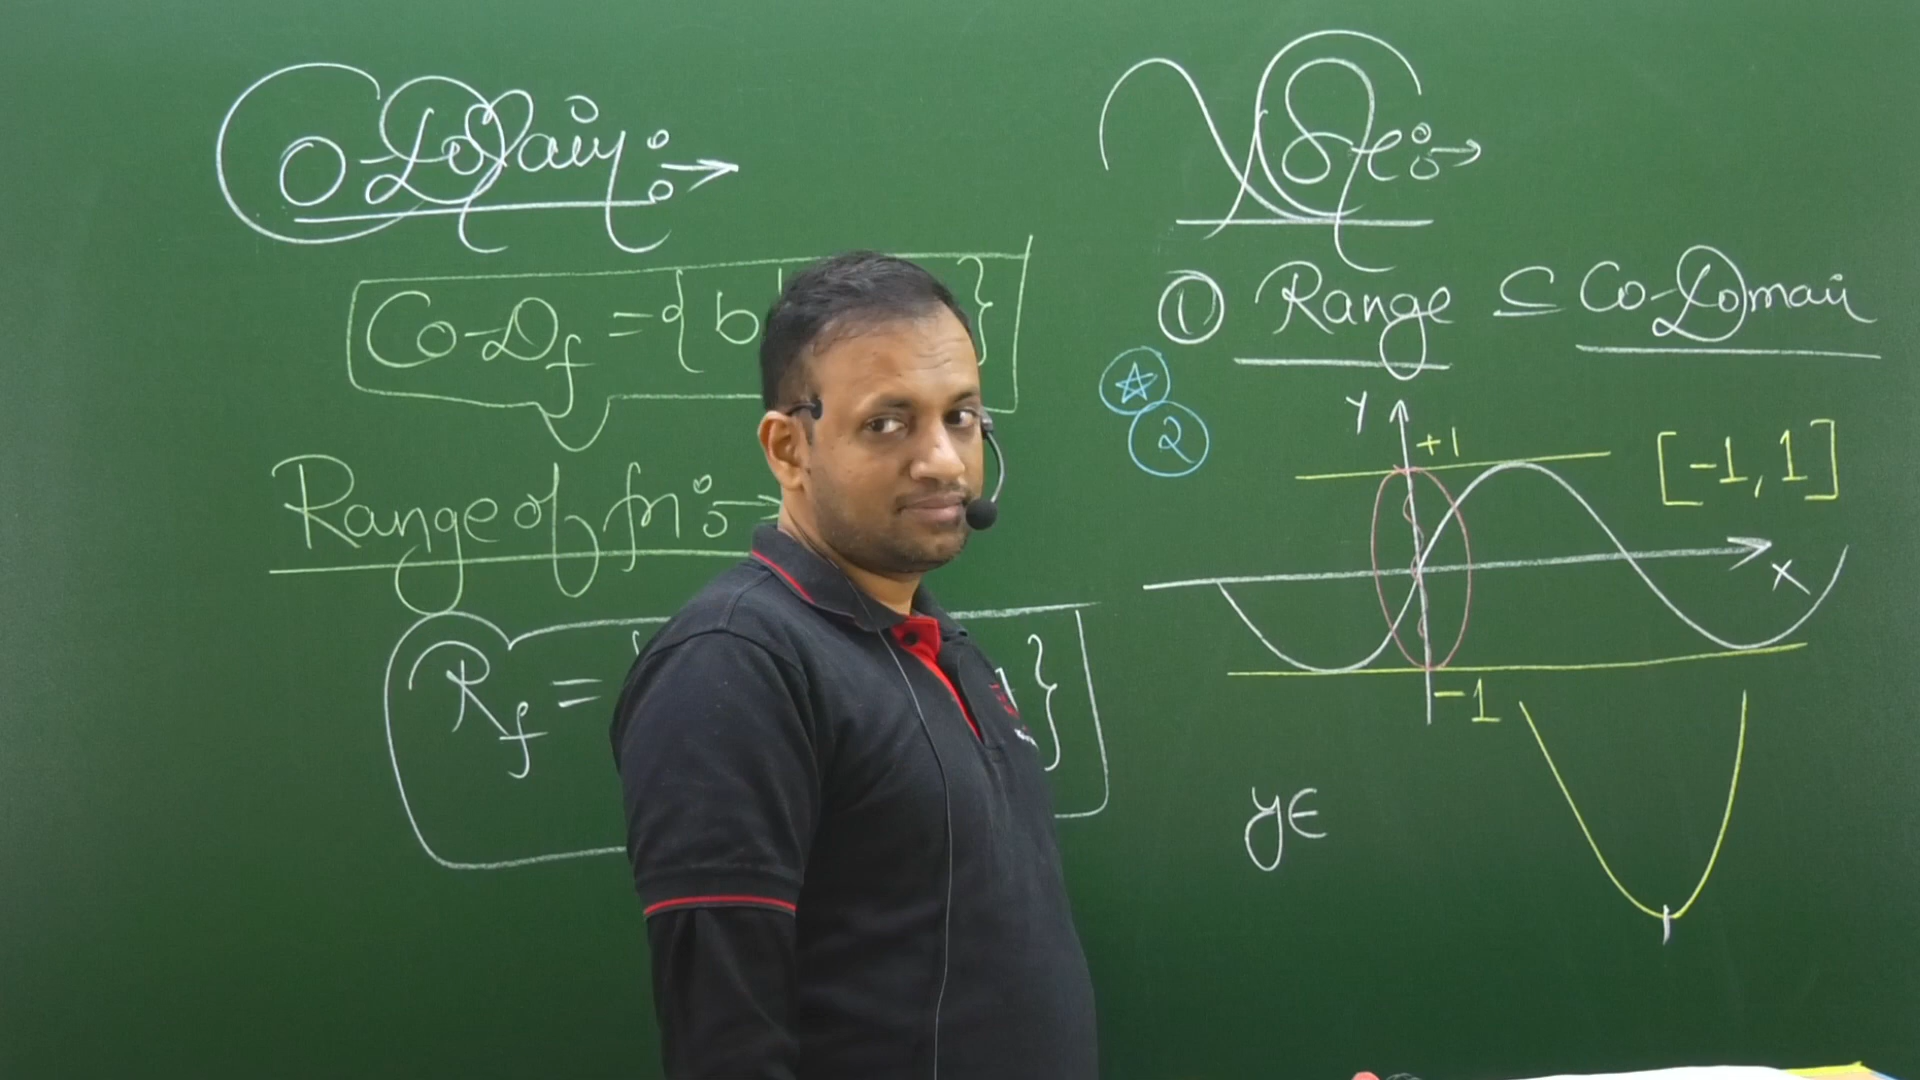 Co-Domain:→
Co-D_f = {b }
Range of fn:→
R_f = { }
Note:→
① Range ⊆ Co-Domain
☆
②
Y
+1
[-1, 1]
X
-1
y∈